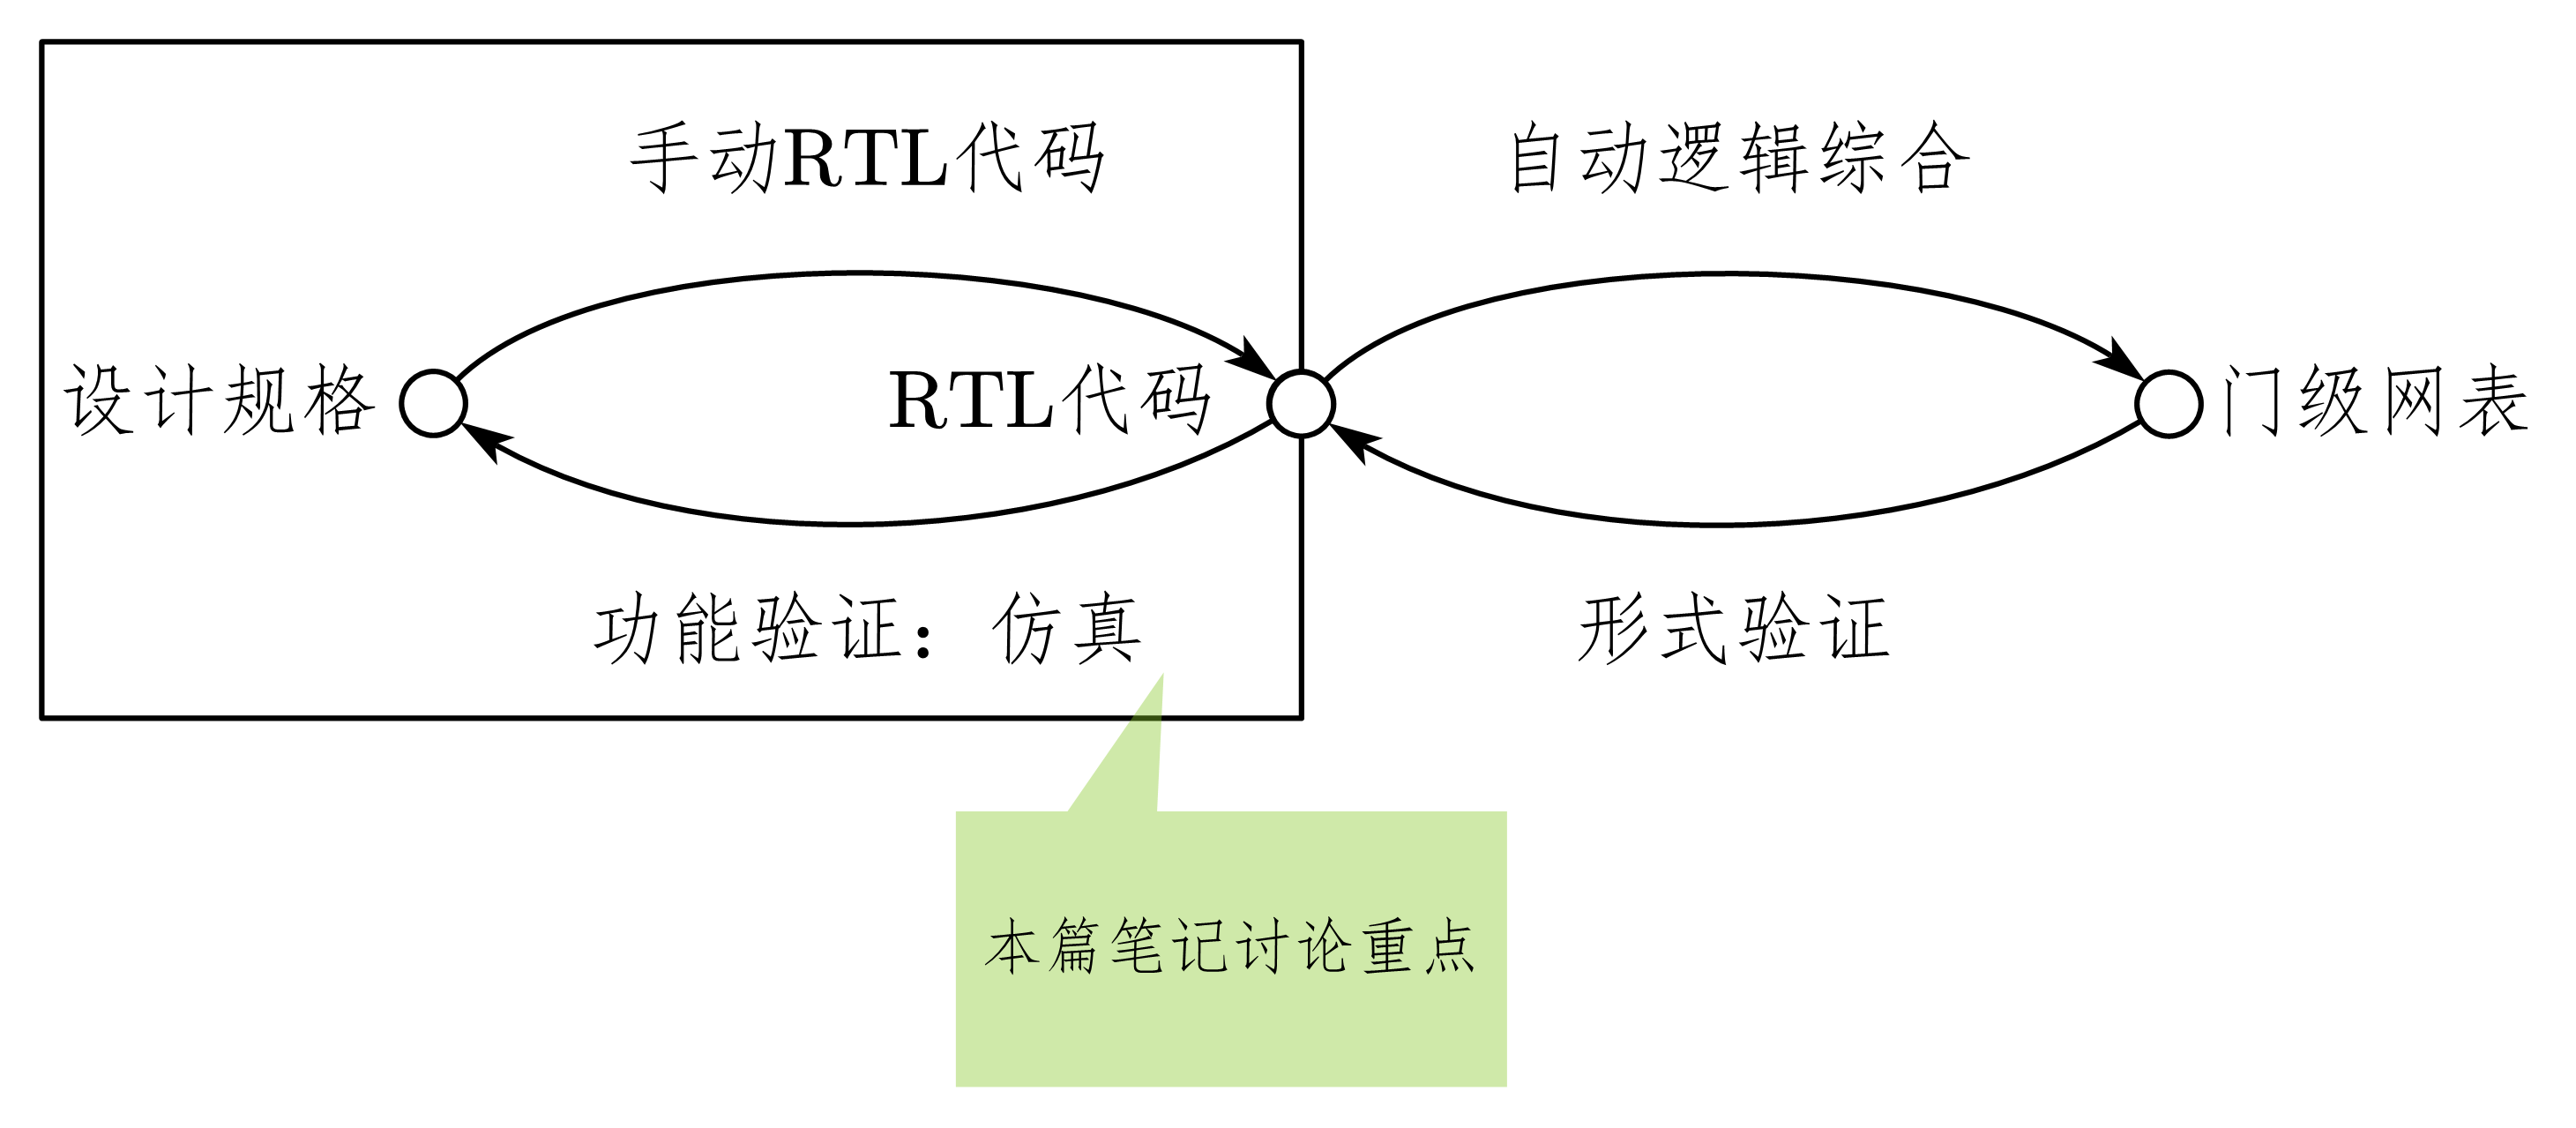 手动RTL代码
自动逻辑综合
设计规格
RTL代码
门级网表
功能验证：仿真
形式验证
本篇笔记讨论重点